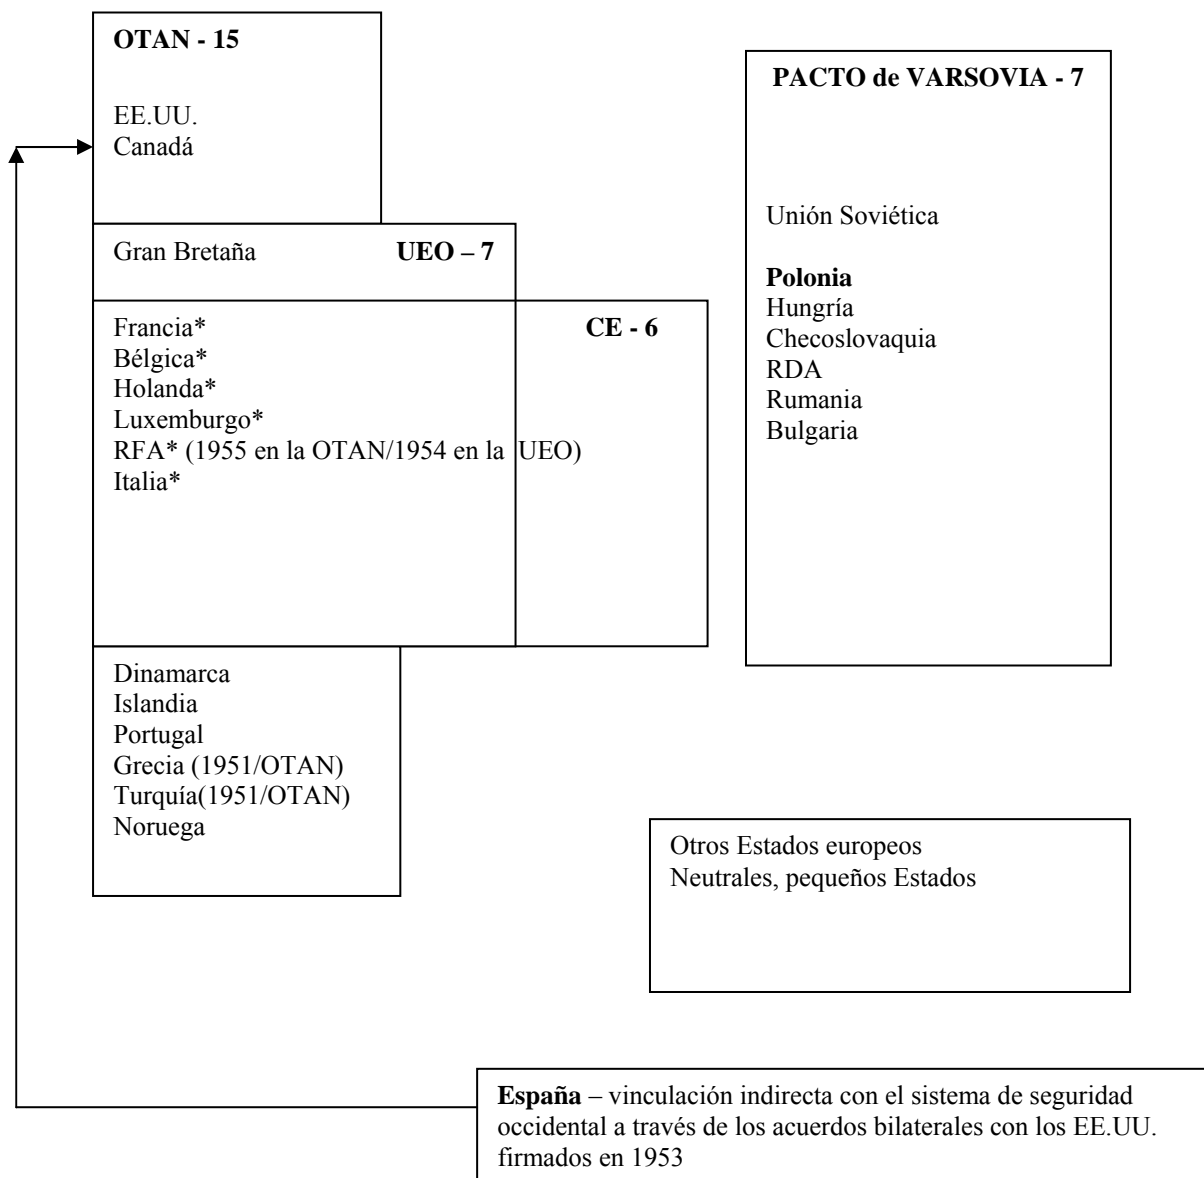 OTAN - 15
EE.UU.
Canadá
Gran Bretaña UEO – 7
Francia* CE - 6
Bélgica*
Holanda*
Luxemburgo*
RFA* (1955 en la OTAN/1954 en la UEO)
Italia*
Dinamarca
Islandia
Portugal
Grecia (1951/OTAN)
Turquía(1951/OTAN)
Noruega
PACTO de VARSOVIA - 7
Unión Soviética
Polonia
Hungría
Checoslovaquia
RDA
Rumania
Bulgaria
Otros Estados europeos
Neutrales, pequeños Estados
España – vinculación indirecta con el sistema de seguridad
occidental a través de los acuerdos bilaterales con los EE.UU.
firmados en 1953